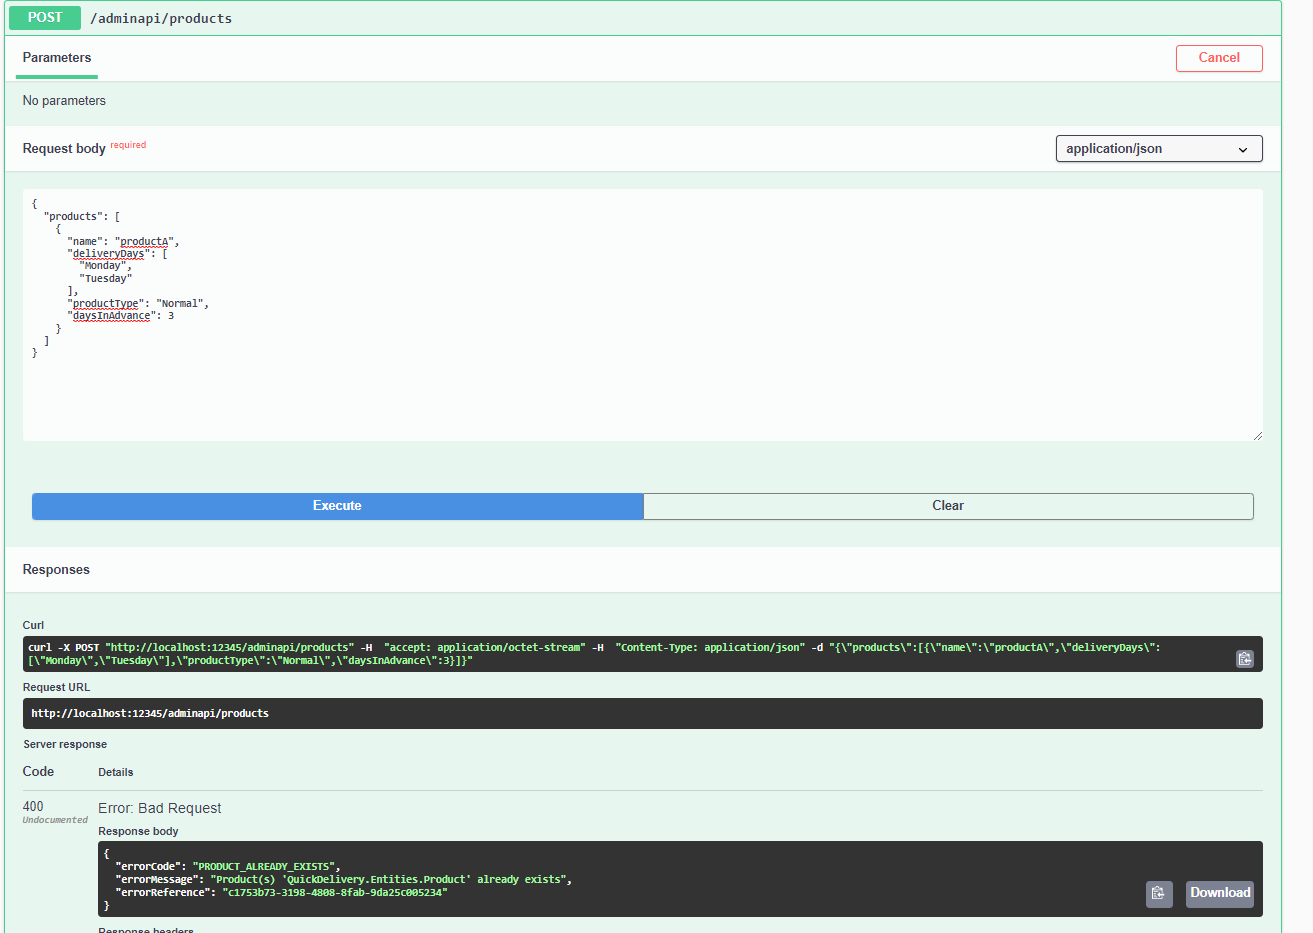 POST /adminapi/products
Parameters
Cancel
No parameters
Request body required
application/json
{
  "products": [
    {
      "name": "productA",
      "deliveryDays": [
        "Monday",
        "Tuesday"
      ],
      "productType": "Normal",
      "daysInAdvance": 3
    }
  ]
}
Execute
Clear
Responses
Curl
curl -X POST "http://localhost:12345/adminapi/products" -H  "accept: application/octet-stream" -H  "Content-Type: application/json" -d "{\"products\":[{\"name\":\"productA\",\"deliveryDays\":
[\"Monday\",\"Tuesday\"],\"productType\":\"Normal\",\"daysInAdvance\":3}]}"
Request URL
http://localhost:12345/adminapi/products
Server response
Code Details
400
Undocumented
Error: Bad Request
Response body
{
  "errorCode": "PRODUCT_ALREADY_EXISTS",
  "errorMessage": "Product(s) 'QuickDelivery.Entities.Product' already exists",
  "errorReference": "c1753b73-3198-4808-8fab-9da25c005234"
}
Download
Response headers